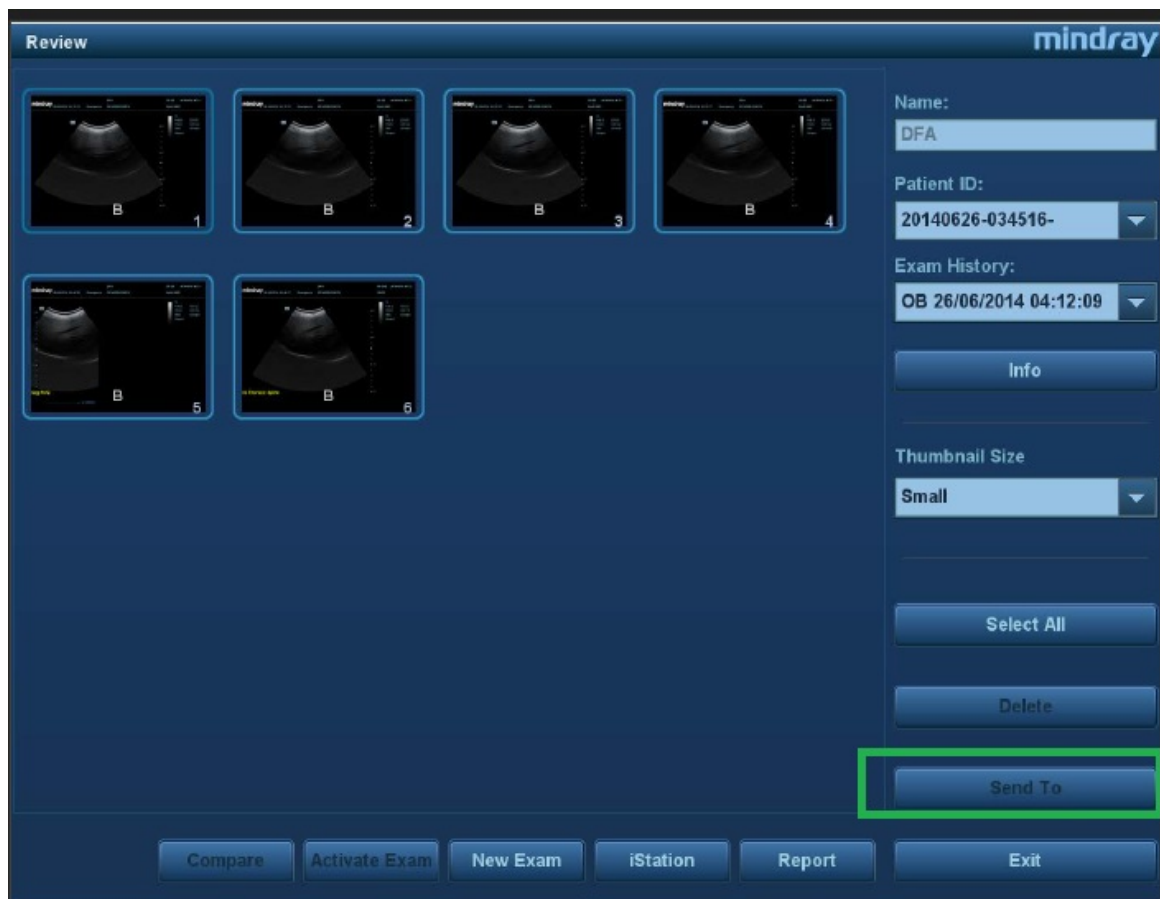 Review
mindray
B
1
B
2
B
3
B
4
B
5
B
6
Name:
DFA
Patient ID:
20140626-034516-
Exam History:
OB 26/06/2014 04:12:09
Info
Thumbnail Size
Small
Select All
Delete
Send To
Compare
Activate Exam
New Exam
iStation
Report
Exit